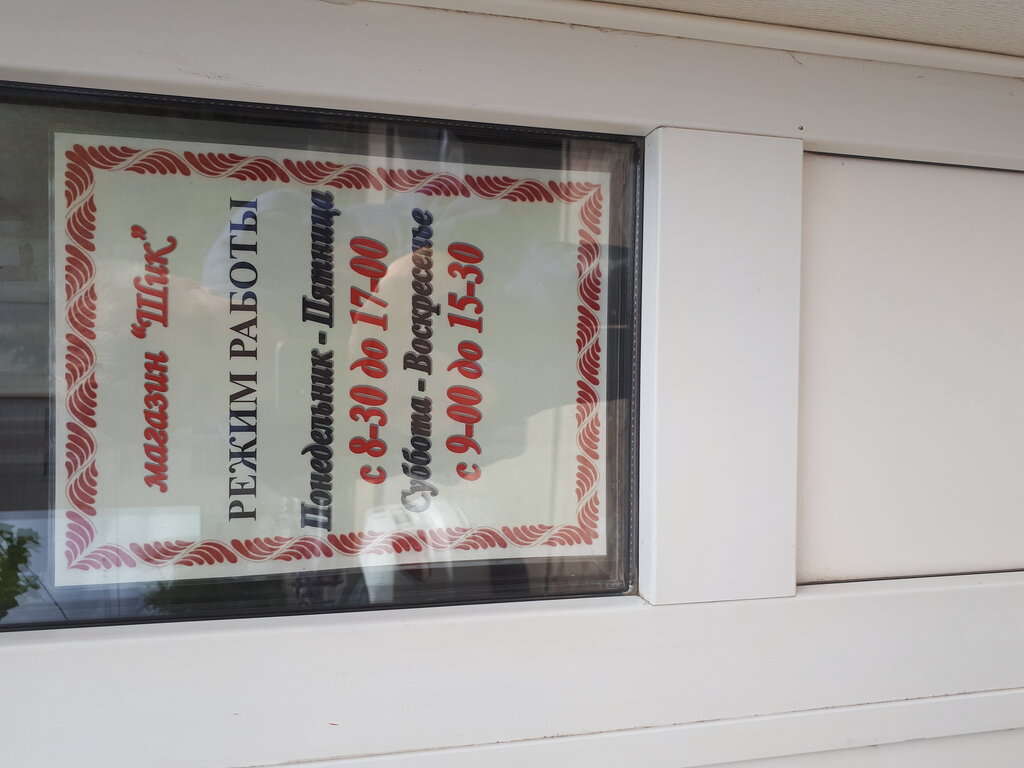 магазин “Шик”
РЕЖИМ РАБОТЫ
Понедельник - Пятница
с 8-30 до 17-00
Суббота - Воскресенье
с 9-00 до 15-30